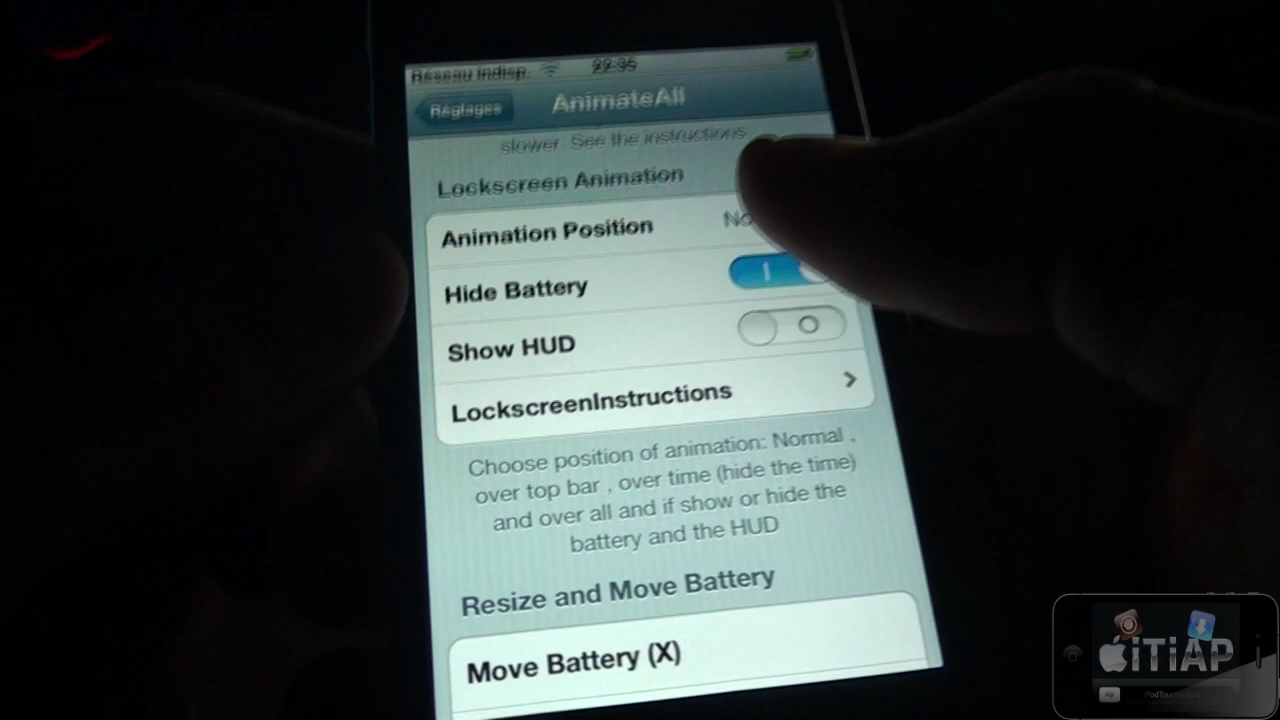 Réseau indisp. 22:35
Réglages AnimateAll
slower. See the instructions
Lockscreen Animation
Animation Position No
Hide Battery
Show HUD
LockscreenInstructions
Choose position of animation: Normal ,
over top bar , over time (hide the time)
and over all and if show or hide the
battery and the HUD
Resize and Move Battery
Move Battery (X)
iTiAP